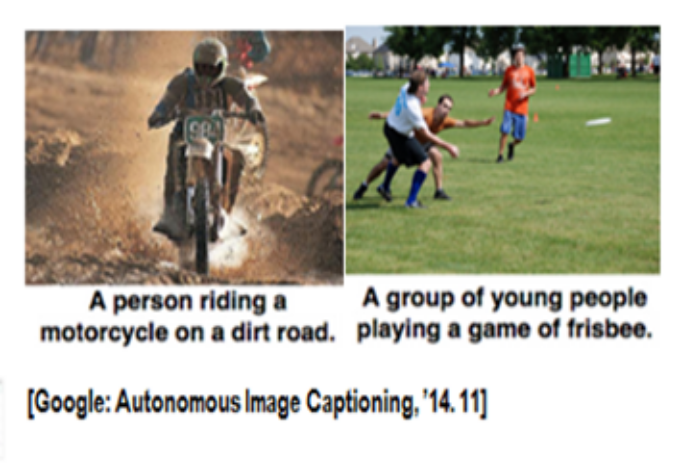 A person riding a
motorcycle on a dirt road.
A group of young people
playing a game of frisbee.
[Google: Autonomous Image Captioning, ’14. 11]